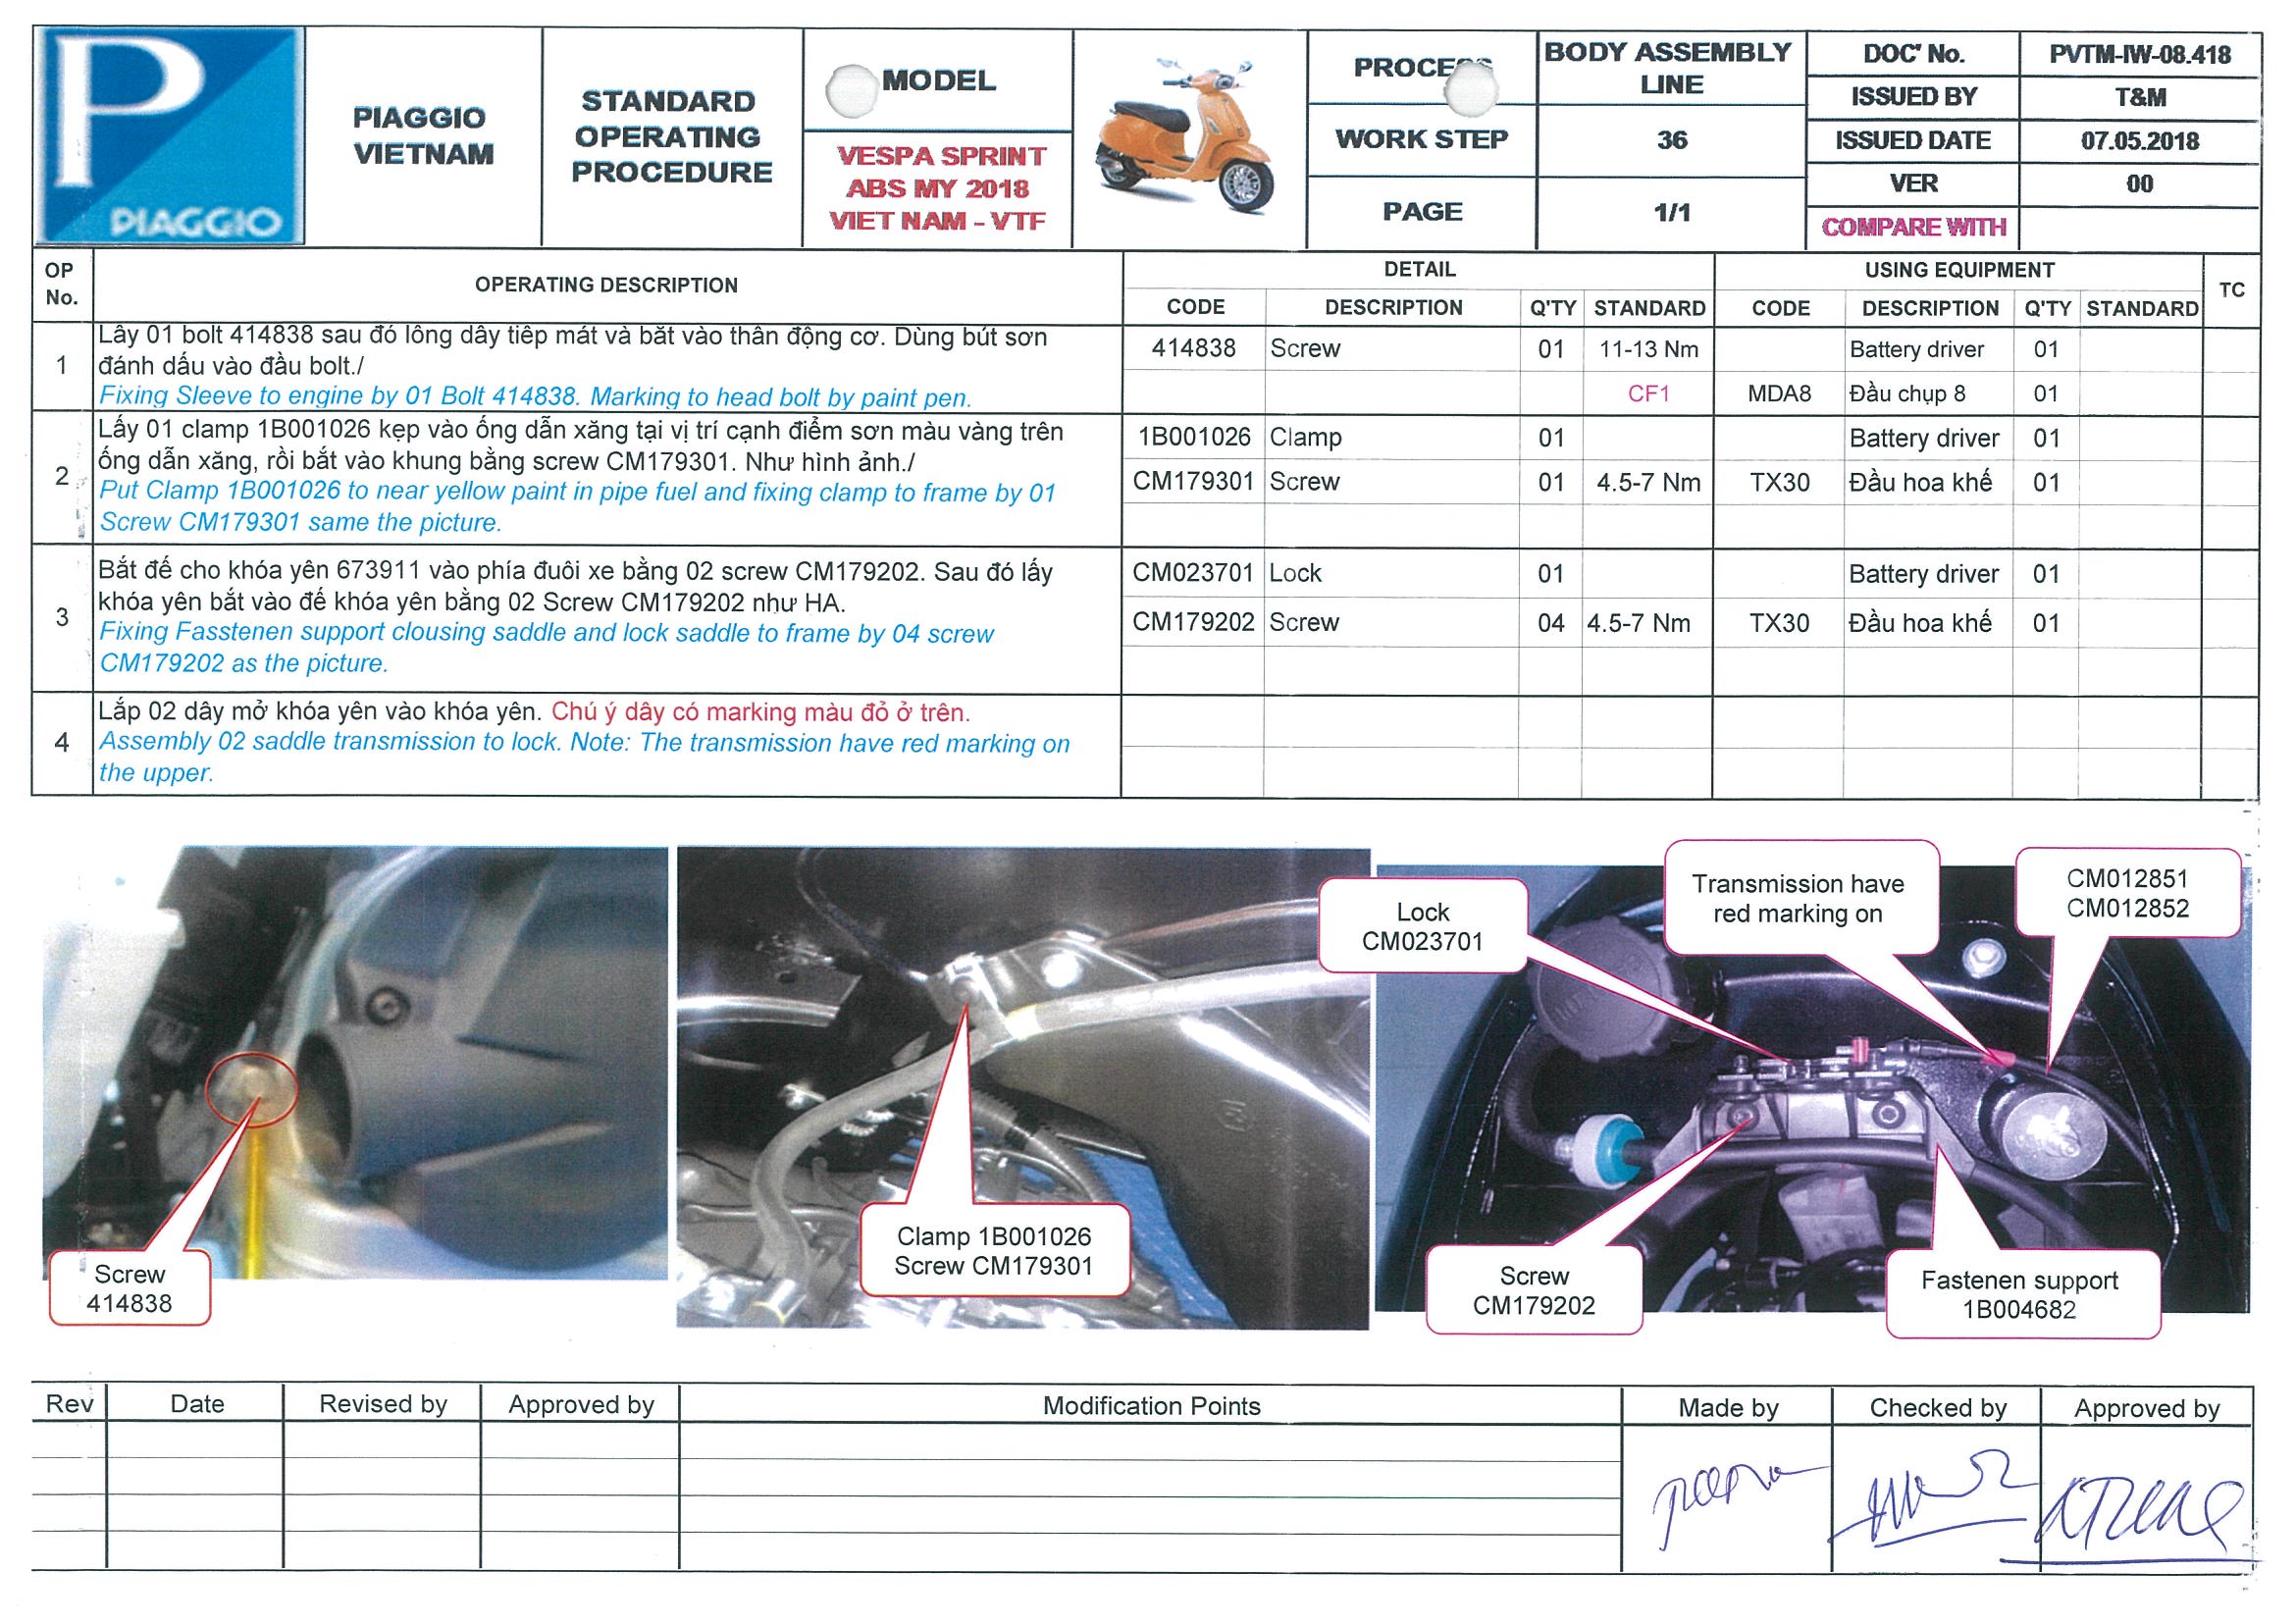 PIAGGIO
PIAGGIO
VIETNAM
STANDARD
OPERATING
PROCEDURE
MODEL
VESPA SPRINT
ABS MY 2018
VIET NAM - VTF
BODY ASSEMBLY
LINE
WORK STEP
36
PAGE
1/1
DOC' No.
PVTM-IW-08.418
ISSUED BY
T&M
ISSUED DATE
07.05.2018
VER
00
COMPARE WITH
OP
No.
OPERATING DESCRIPTION
DETAIL
USING EQUIPMENT
TC
CODE DESCRIPTION Q'TY STANDARD CODE DESCRIPTION Q'TY STANDARD
1
Lấy 01 bolt 414838 sau đó lồng dây tiếp mát và bắt vào thân động cơ. Dùng bút sơn
đánh dấu vào đầu bolt./
Fixing Sleeve to engine by 01 Bolt 414838. Marking to head bolt by paint pen.
414838 Screw 01 11-13 Nm Battery driver 01
CF1 MDA8 Đầu chụp 8 01
2
Lấy 01 clamp 1B001026 kẹp vào ống dẫn xăng tại vị trí cạnh điểm sơn màu vàng trên
ống dẫn xăng, rồi bắt vào khung bằng screw CM179301. Như hình ảnh./
Put Clamp 1B001026 to near yellow paint in pipe fuel and fixing clamp to frame by 01
Screw CM179301 same the picture.
1B001026 Clamp 01 Battery driver 01
CM179301 Screw 01 4.5-7 Nm TX30 Đầu hoa khế 01
3
Bắt đế cho khóa yên 673911 vào phía đuôi xe bằng 02 screw CM179202. Sau đó lấy
khóa yên bắt vào đế khóa yên bằng 02 Screw CM179202 như HA.
Fixing Fasstenen support clousing saddle and lock saddle to frame by 04 screw
CM179202 as the picture.
CM023701 Lock 01 Battery driver 01
CM179202 Screw 04 4.5-7 Nm TX30 Đầu hoa khế 01
4
Lắp 02 dây mở khóa yên vào khóa yên. Chú ý dây có marking màu đỏ ở trên.
Assembly 02 saddle transmission to lock. Note: The transmission have red marking on
the upper.
Screw
414838
Clamp 1B001026
Screw CM179301
Lock
CM023701
Transmission have
red marking on
CM012851
CM012852
Screw
CM179202
Fastenen support
1B004682
Rev Date Revised by Approved by Modification Points Made by Checked by Approved by